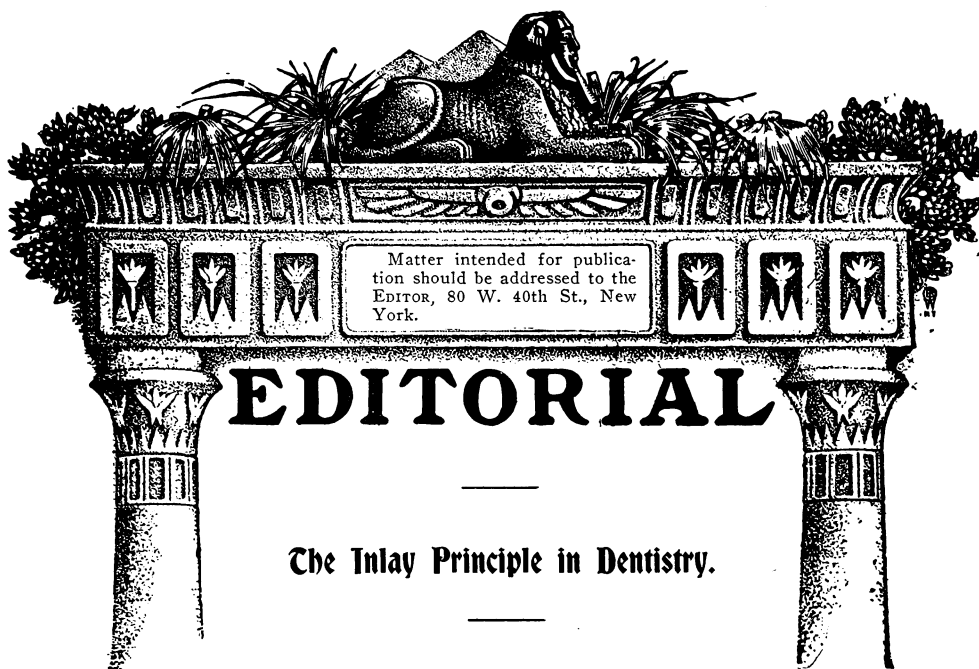 Matter intended for publica-
tion should be addressed to the
EDITOR, 80 W. 40th St., New
York.
EDITORIAL
The Inlay Principle in Dentistry.